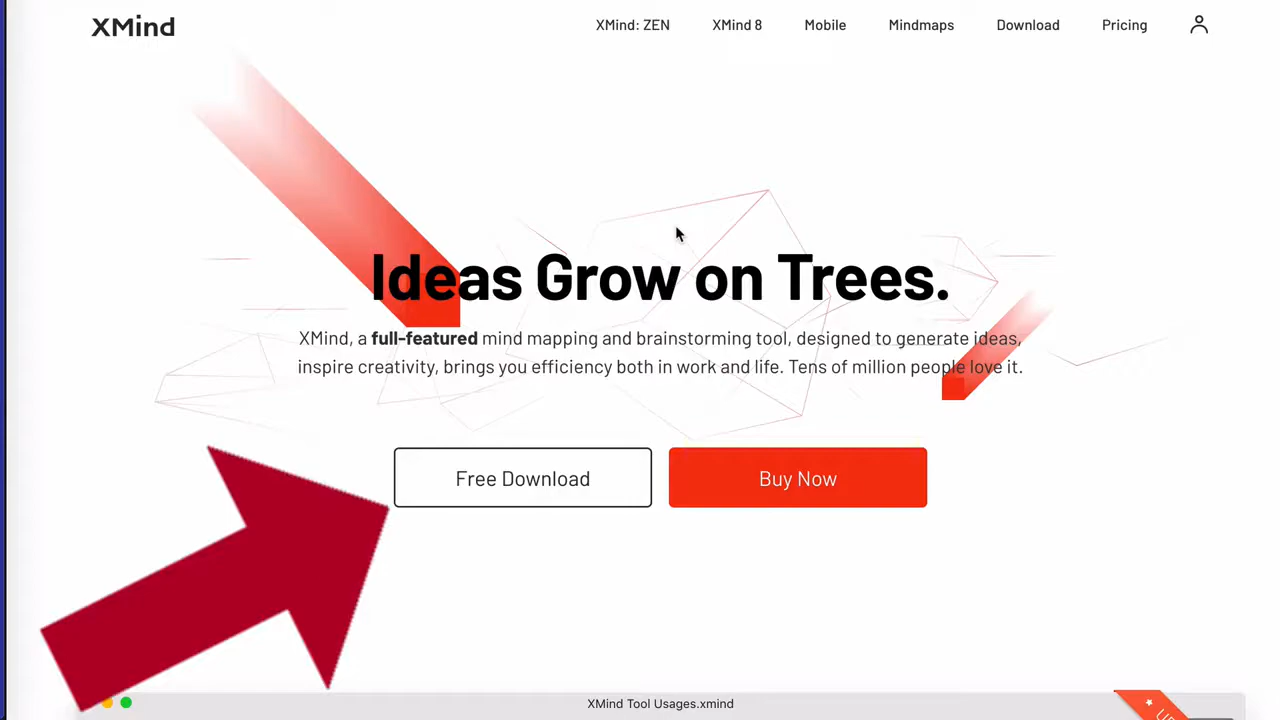 XMind
XMind: ZEN
XMind 8
Mobile
Mindmaps
Download
Pricing
Ideas Grow on Trees.
XMind, a full-featured mind mapping and brainstorming tool, designed to generate ideas,
inspire creativity, brings you efficiency both in work and life. Tens of million people love it.
Free Download
Buy Now
XMind Tool Usages.xmind